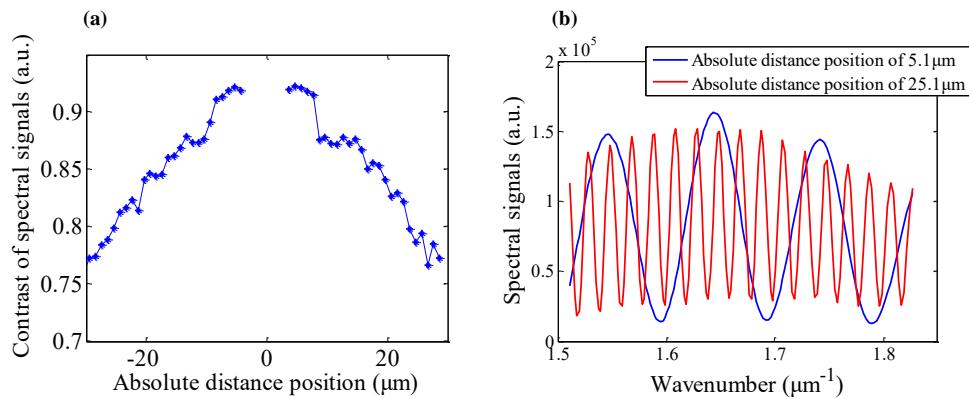 (a)
Contrast of spectral signals (a.u.)
0.9
0.85
0.8
0.75
0.7
-20
0
20
Absolute distance position (μm)
(b)
x 10⁵
Spectral signals (a.u.)
2
1.5
1
0.5
0
1.5
1.6
1.7
1.8
Wavenumber (μm⁻¹)
Absolute distance position of 5.1μm
Absolute distance position of 25.1μm